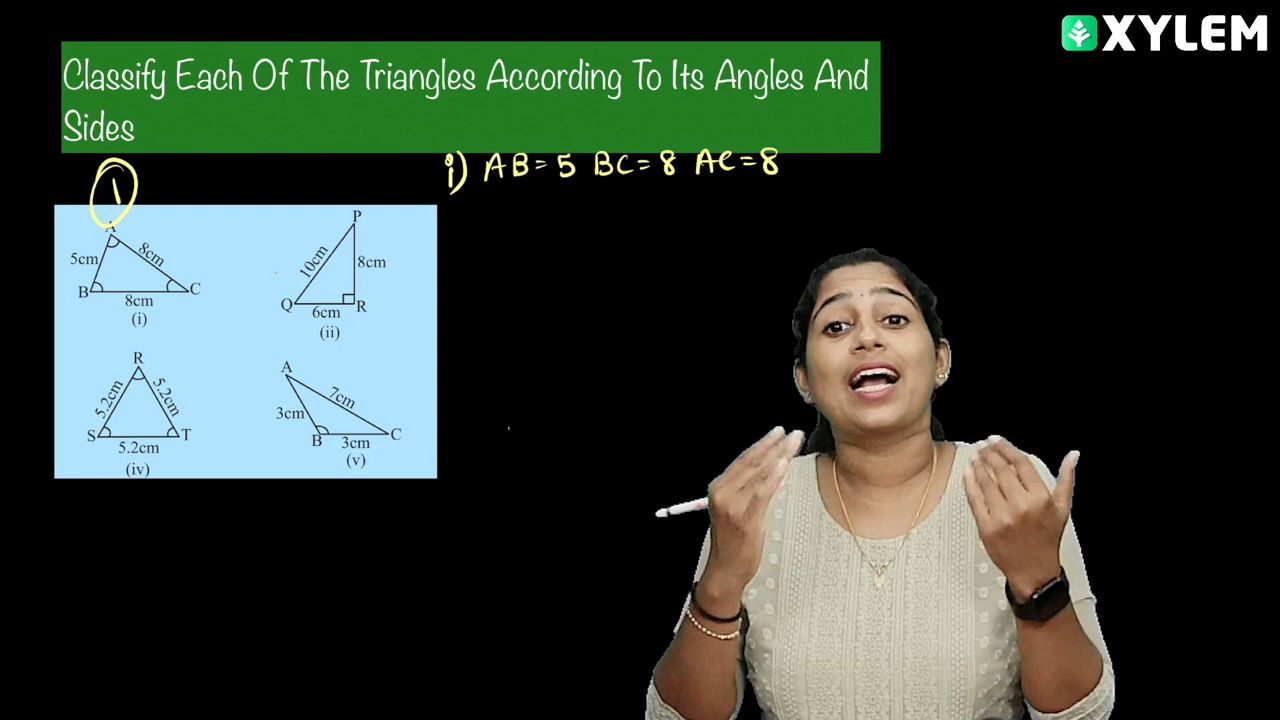 XYLEM
Classify Each Of The Triangles According To Its Angles And
Sides
i) AB = 5 BC = 8 AC = 8
1
A
5cm
8cm
B
C
8cm
(i)
P
10cm
8cm
Q
R
6cm
(ii)
R
5.2cm
5.2cm
S
T
5.2cm
(iv)
A
7cm
3cm
B
C
3cm
(v)